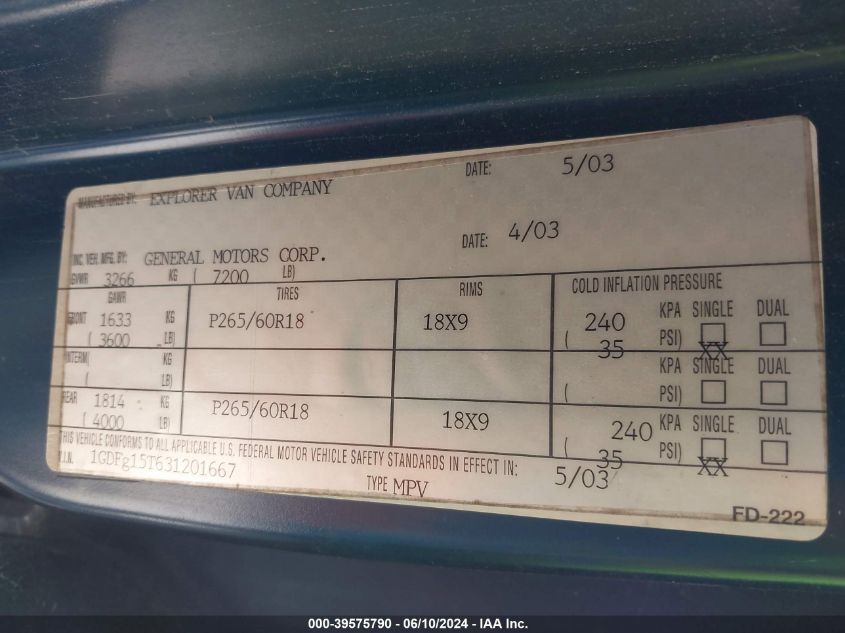 MANUFACTURED BY: EXPLORER VAN COMPANY DATE: 5/03
INC. VEH. MFG. BY: GENERAL MOTORS CORP. DATE: 4/03
GVWR 3266 KG ( 7200 LB)
GAWR TIRES RIMS COLD INFLATION PRESSURE
FRONT 1633 KG P265/60R18 18X9 240 KPA SINGLE DUAL
( 3600 LB) ( 35 PSI) XX
INTERM( KG KPA SINGLE DUAL
( LB) ( PSI)
REAR 1814 KG P265/60R18 18X9 240 KPA SINGLE DUAL
( 4000 LB) ( 35 PSI) XX
THIS VEHICLE CONFORMS TO ALL APPLICABLE U.S. FEDERAL MOTOR VEHICLE SAFETY STANDARDS IN EFFECT IN: 5/03
V.I.N. 1GDFg15T631201667 TYPE MPV
FD-222
000-39575790 - 06/10/2024 - IAA Inc.